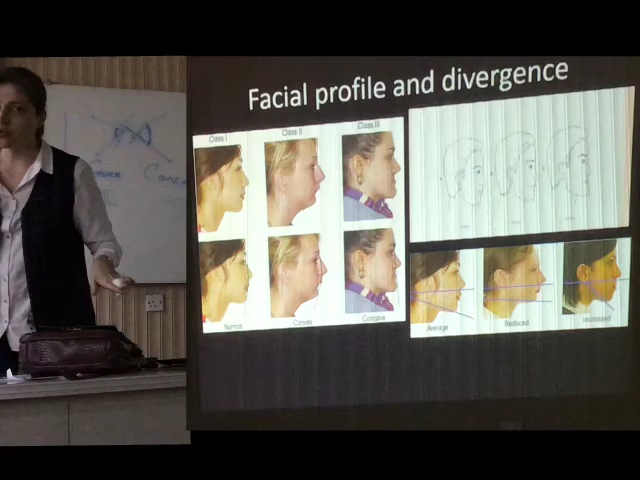 Facial profile and divergence
Class I
Class II
Class III
Normal
Convex
Concave
Average
Reduced
Increased